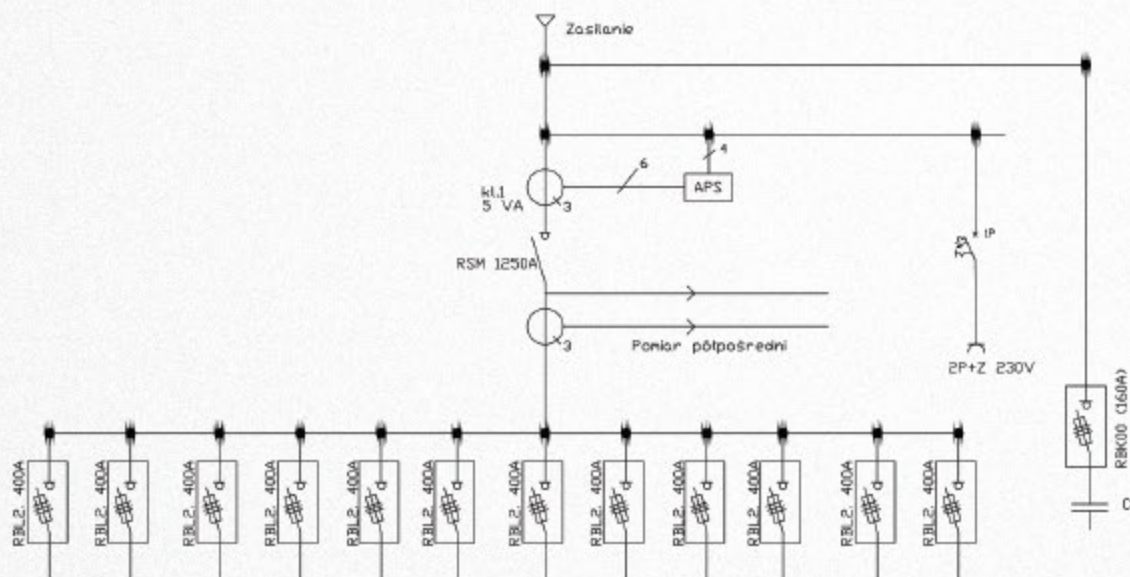 Zasilanie
4
6
APS
kl.1
5 VA
3
1P
RSM 1250A
3
Pomiar półpośredni
2P+Z 230V
RBK00 (160A)
C
RBL2. 400A
RBL2. 400A
RBL2. 400A
RBL2. 400A
RBL2. 400A
RBL2. 400A
RBL2. 400A
RBL2. 400A
RBL2. 400A
RBL2. 400A
RBL2. 400A
RBL2. 400A